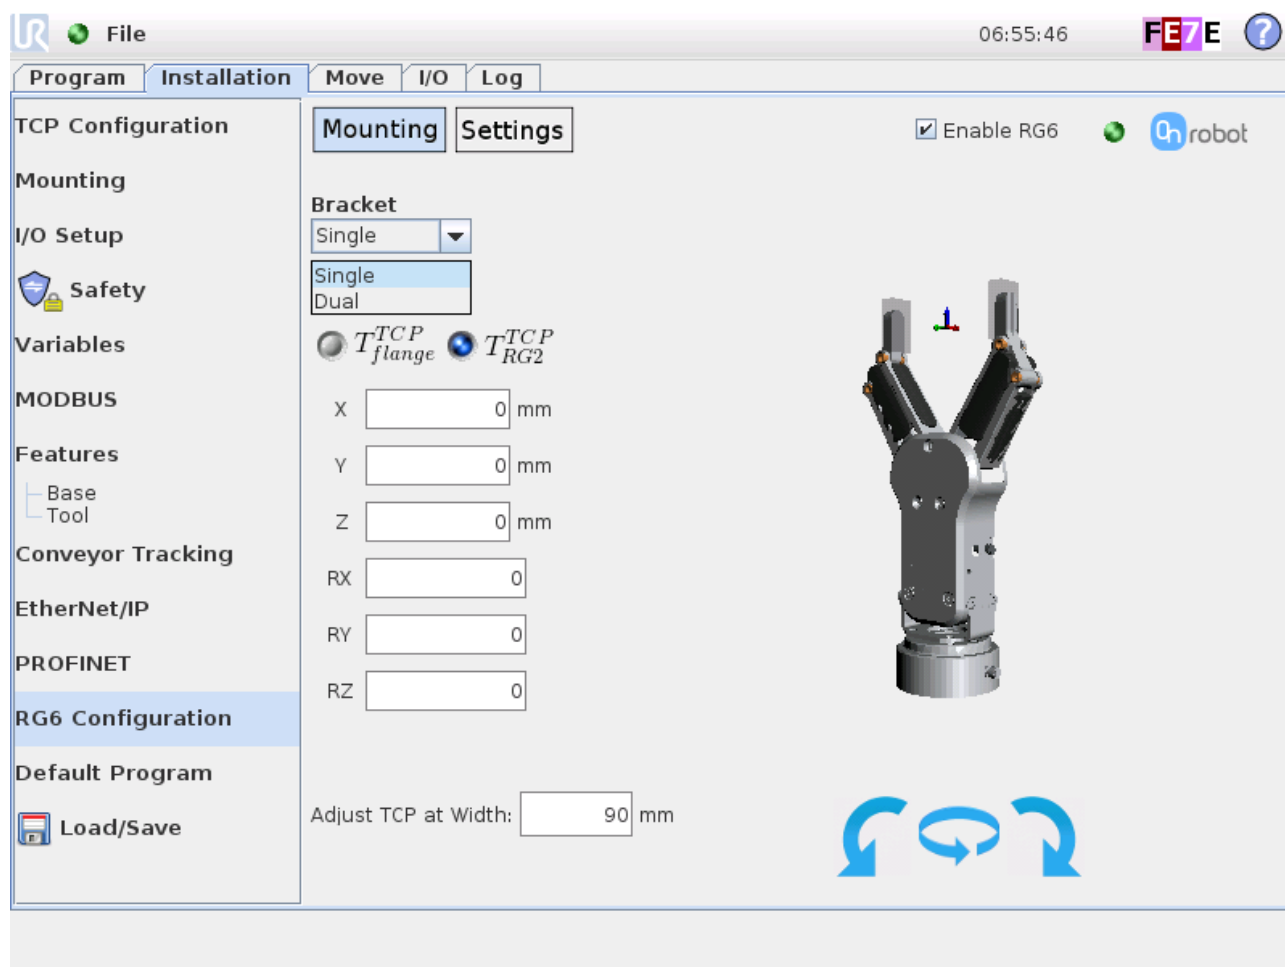 UR File 06:55:46 FE7E ?
Program Installation Move I/O Log
TCP Configuration
Mounting
I/O Setup
Safety
Variables
MODBUS
Features
Base
Tool
Conveyor Tracking
EtherNet/IP
PROFINET
RG6 Configuration
Default Program
Load/Save
Mounting Settings
Enable RG6 On robot
Bracket
Single
Single
Dual
T^{TCP}_{flange} T^{TCP}_{RG2}
X 0 mm
Y 0 mm
Z 0 mm
RX 0
RY 0
RZ 0
Adjust TCP at Width: 90 mm